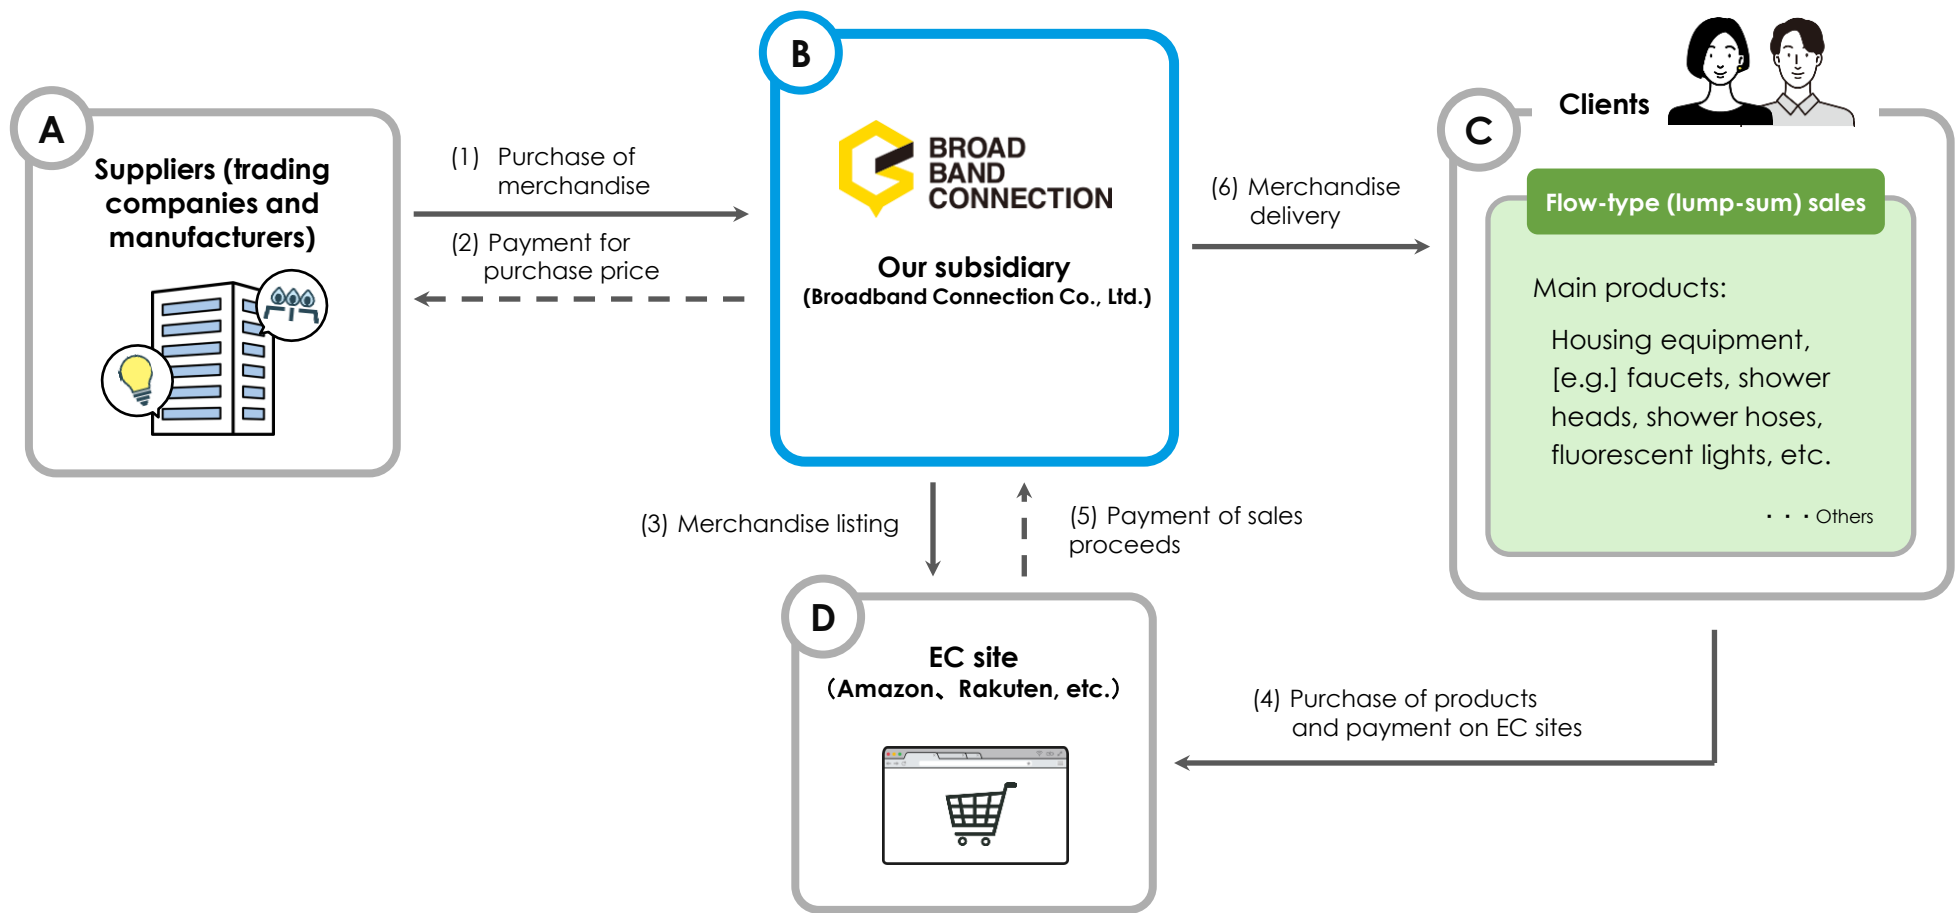 A
Suppliers (trading
companies and
manufacturers)
(1) Purchase of
merchandise
(2) Payment for
purchase price
B
BROAD
BAND
CONNECTION
Our subsidiary
(Broadband Connection Co., Ltd.)
(6) Merchandise
delivery
C
Clients
Flow-type (lump-sum) sales
Main products:
Housing equipment,
[e.g.] faucets, shower
heads, shower hoses,
fluorescent lights, etc.
・・・Others
(3) Merchandise listing
(5) Payment of sales
proceeds
D
EC site
（Amazon、Rakuten, etc.）
(4) Purchase of products
and payment on EC sites